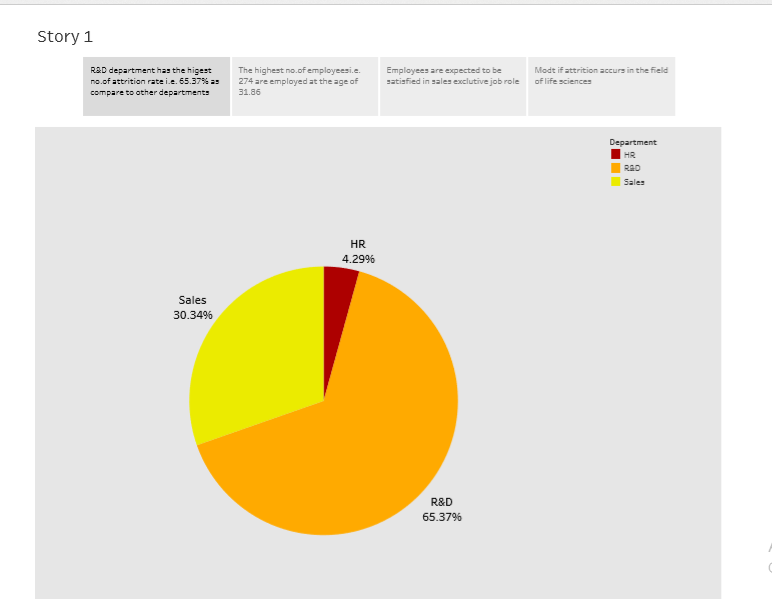 Story 1
R&D department has the higest
no.of attrition rate i.e. 65.37% as
compare to other departments
The highest no.of employeesi.e.
274 are employed at the age of
31.86
Employees are expected to be
satisfied in sales exclutive job role
Modt if attrition accurs in the field
of life sciences
Department
HR
R&D
Sales
HR
4.29%
Sales
30.34%
R&D
65.37%